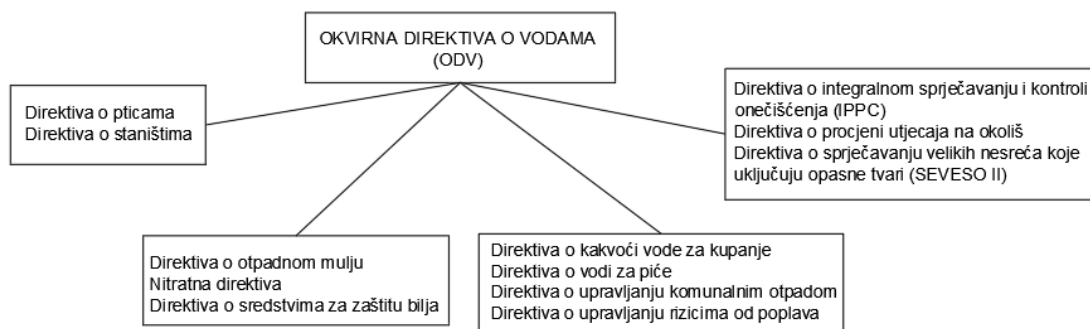 OKVIRNA DIREKTIVA O VODAMA
(ODV)
Direktiva o pticama
Direktiva o staništima
Direktiva o integralnom sprječavanju i kontroli
onečišćenja (IPPC)
Direktiva o procjeni utjecaja na okoliš
Direktiva o sprječavanju velikih nesreća koje
uključuju opasne tvari (SEVESO II)
Direktiva o otpadnom mulju
Nitratna direktiva
Direktiva o sredstvima za zaštitu bilja
Direktiva o kakvoći vode za kupanje
Direktiva o vodi za piće
Direktiva o upravljanju komunalnim otpadom
Direktiva o upravljanju rizicima od poplava